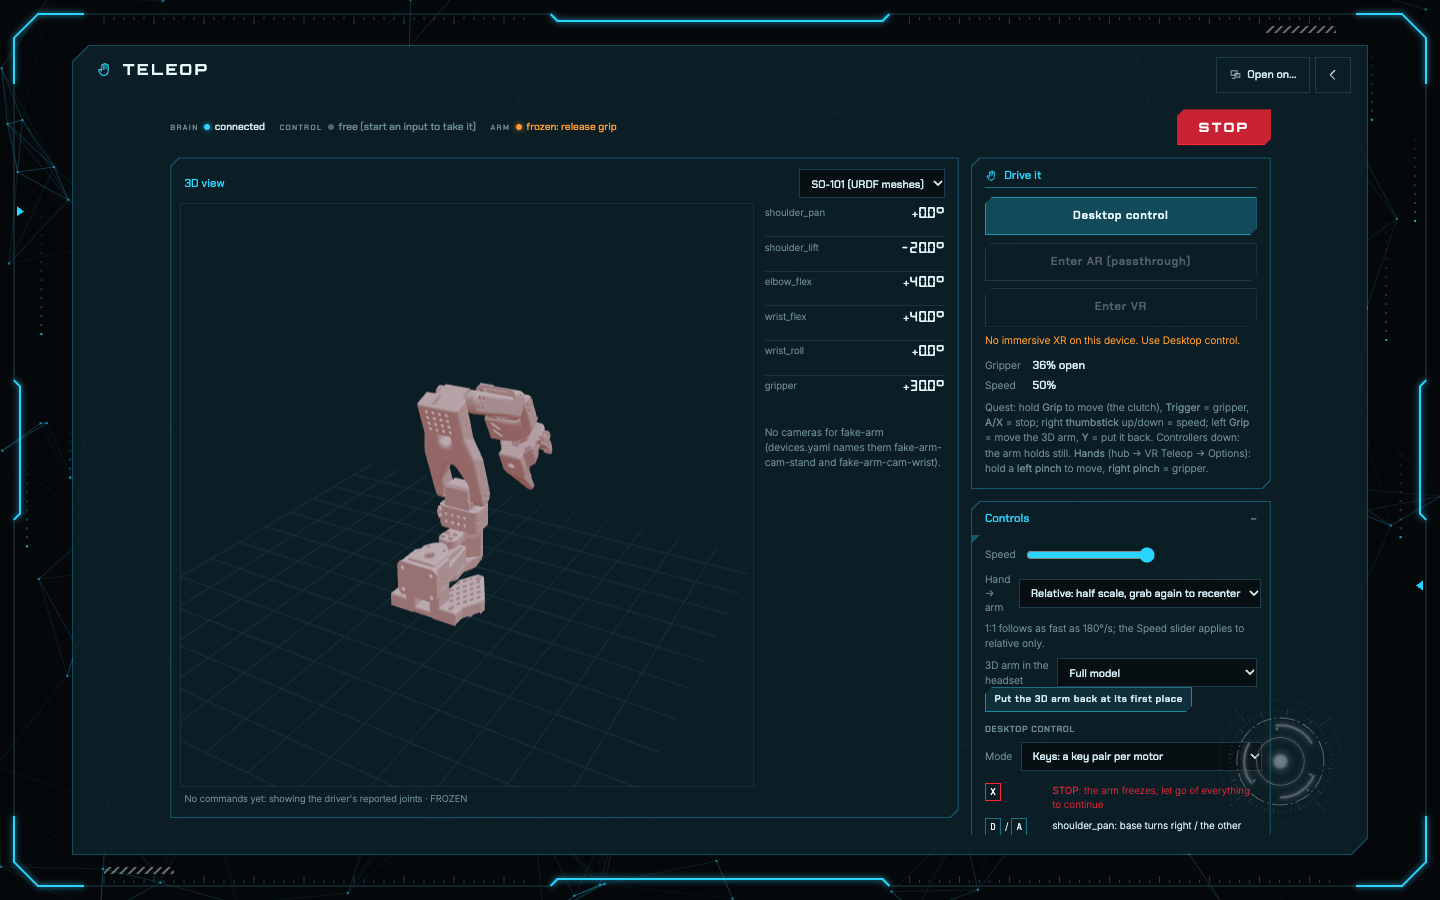 TELEOP
Open on...
BRAIN connected CONTROL free (start an input to take it) ARM frozen: release grip
STOP
3D view
SO-101 (URDF meshes)
shoulder_pan +0.0°
shoulder_lift -20.0°
elbow_flex +40.0°
wrist_flex +40.0°
wrist_roll +0.0°
gripper +30.0°
No cameras for fake-arm
(devices.yaml names them fake-arm-
cam-stand and fake-arm-cam-wrist).
No commands yet: showing the driver's reported joints · FROZEN
Drive it
Desktop control
Enter AR (passthrough)
Enter VR
No immersive XR on this device. Use Desktop control.
Gripper 36% open
Speed 50%
Quest: hold Grip to move (the clutch), Trigger = gripper,
A/X = stop; right thumbstick up/down = speed; left Grip
= move the 3D arm, Y = put it back. Controllers down:
the arm holds still. Hands (hub → VR Teleop → Options):
hold a left pinch to move, right pinch = gripper.
Controls –
Speed
Hand
→
arm
Relative: half scale, grab again to recenter
1:1 follows as fast as 180°/s; the Speed slider applies to
relative only.
3D arm in the
headset
Full model
Put the 3D arm back at its first place
DESKTOP CONTROL
Mode Keys: a key pair per motor
X STOP: the arm freezes; let go of everything
to continue
D / A shoulder_pan: base turns right / the other